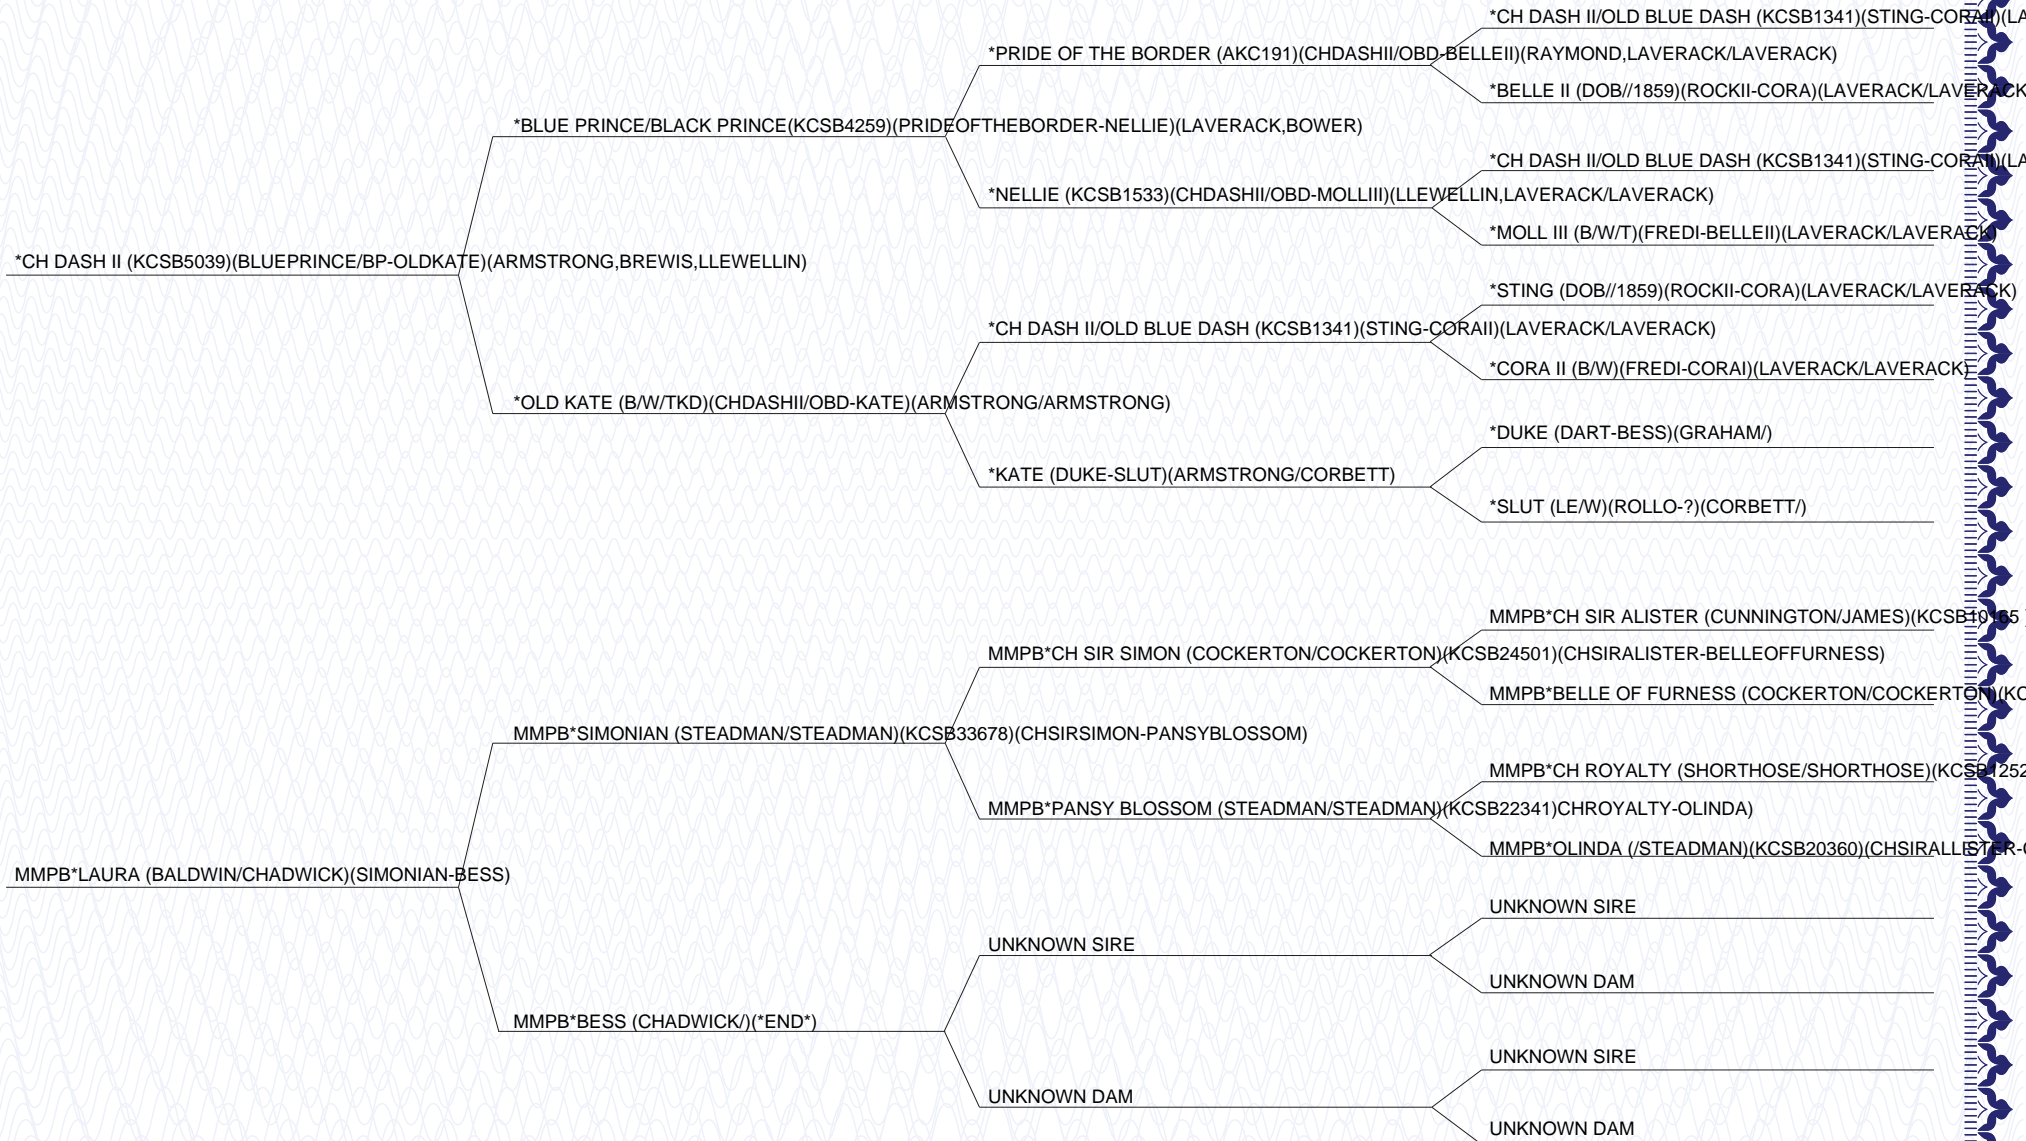 *CH DASH II/OLD BLUE DASH (KCSB1341)(STING-CORAII)(LA
*PRIDE OF THE BORDER (AKC191)(CHDASHII/OBD-BELLEII)(RAYMOND,LAVERACK/LAVERACK)
*BELLE II (DOB//1859)(ROCKII-CORA)(LAVERACK/LAVERACK
*BLUE PRINCE/BLACK PRINCE(KCSB4259)(PRIDEOFTHEBORDER-NELLIE)(LAVERACK,BOWER)
*CH DASH II/OLD BLUE DASH (KCSB1341)(STING-CORAII)(LA
*NELLIE (KCSB1533)(CHDASHII/OBD-MOLLIII)(LLEWELLIN,LAVERACK/LAVERACK)
*MOLL III (B/W/T)(FREDI-BELLEII)(LAVERACK/LAVERACK)
*CH DASH II (KCSB5039)(BLUEPRINCE/BP-OLDKATE)(ARMSTRONG,BREWIS,LLEWELLIN)
*STING (DOB//1859)(ROCKII-CORA)(LAVERACK/LAVERACK)
*CH DASH II/OLD BLUE DASH (KCSB1341)(STING-CORAII)(LAVERACK/LAVERACK)
*CORA II (B/W)(FREDI-CORAI)(LAVERACK/LAVERACK)
*OLD KATE (B/W/TKD)(CHDASHII/OBD-KATE)(ARMSTRONG/ARMSTRONG)
*DUKE (DART-BESS)(GRAHAM/)
*KATE (DUKE-SLUT)(ARMSTRONG/CORBETT)
*SLUT (LE/W)(ROLLO-?)(CORBETT/)
MMPB*CH SIR ALISTER (CUNNINGTON/JAMES)(KCSB10165
MMPB*CH SIR SIMON (COCKERTON/COCKERTON)(KCSB24501)(CHSIRALISTER-BELLEOFFURNESS)
MMPB*BELLE OF FURNESS (COCKERTON/COCKERTON)(KC
MMPB*SIMONIAN (STEADMAN/STEADMAN)(KCSB33678)(CHSIRSIMON-PANSYBLOSSOM)
MMPB*CH ROYALTY (SHORTHOSE/SHORTHOSE)(KCSB1252
MMPB*PANSY BLOSSOM (STEADMAN/STEADMAN)(KCSB22341)CHROYALTY-OLINDA)
MMPB*OLINDA (/STEADMAN)(KCSB20360)(CHSIRALLISTER-
MMPB*LAURA (BALDWIN/CHADWICK)(SIMONIAN-BESS)
UNKNOWN SIRE
UNKNOWN SIRE
UNKNOWN DAM
MMPB*BESS (CHADWICK/)(*END*)
UNKNOWN SIRE
UNKNOWN DAM
UNKNOWN DAM